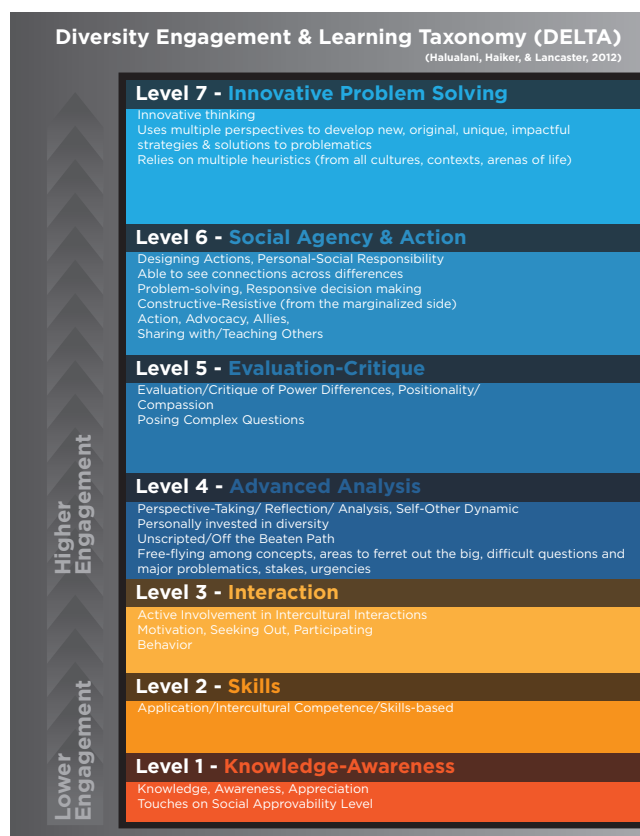 Diversity Engagement & Learning Taxonomy (DELTA)
(Halualani, Haiker, & Lancaster, 2012)
Level 7 - Innovative Problem Solving
Innovative thinking
Uses multiple perspectives to develop new, original, unique, impactful
strategies & solutions to problematics
Relies on multiple heuristics (from all cultures, contexts, arenas of life)
Level 6 - Social Agency & Action
Designing Actions, Personal-Social Responsibility
Able to see connections across differences
Problem-solving, Responsive decision making
Constructive-Resistive (from the marginalized side)
Action, Advocacy, Allies,
Sharing with/Teaching Others
Level 5 - Evaluation-Critique
Evaluation/Critique of Power Differences, Positionality/
Compassion
Posing Complex Questions
Level 4 - Advanced Analysis
Perspective-Taking/ Reflection/ Analysis, Self-Other Dynamic
Personally invested in diversity
Unscripted/Off the Beaten Path
Free-flying among concepts, areas to ferret out the big, difficult questions and
major problematics, stakes, urgencies
Higher
Engagement
Level 3 - Interaction
Active Involvement in Intercultural Interactions
Motivation, Seeking Out, Participating
Behavior
Level 2 - Skills
Application/Intercultural Competence/Skills-based
Level 1 - Knowledge-Awareness
Knowledge, Awareness, Appreciation
Touches on Social Approvability Level
Lower
Engagement